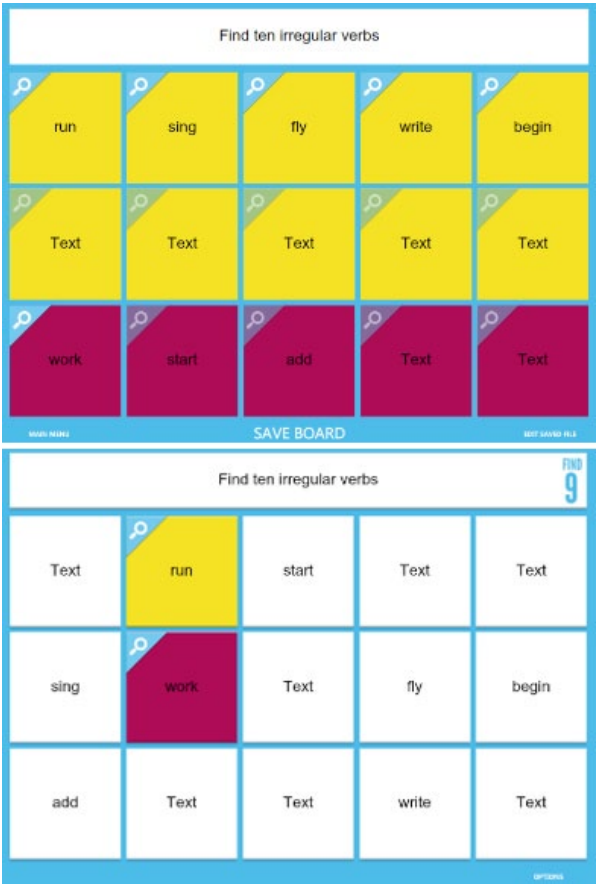 Find ten irregular verbs
run sing fly write begin
Text Text Text Text Text
work start add Text Text
MAIN MENU SAVE BOARD EDIT SAVED FILE
Find ten irregular verbs FIND 9
Text run start Text Text
sing work Text fly begin
add Text Text write Text
OPTIONS